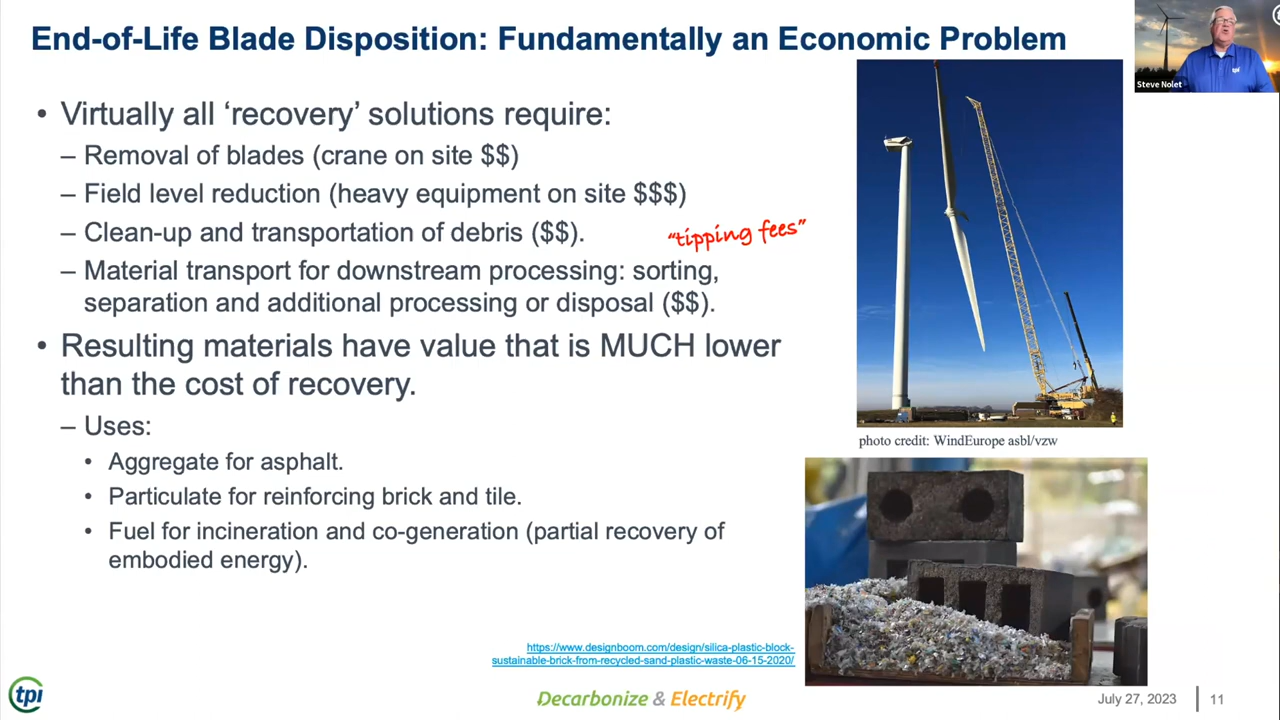 End-of-Life Blade Disposition: Fundamentally an Economic Problem
Steve Nolet
tpi
• Virtually all ‘recovery’ solutions require:
– Removal of blades (crane on site $$)
– Field level reduction (heavy equipment on site $$$)
– Clean-up and transportation of debris ($$).
“tipping fees”
– Material transport for downstream processing: sorting,
separation and additional processing or disposal ($$).
• Resulting materials have value that is MUCH lower
than the cost of recovery.
– Uses:
• Aggregate for asphalt.
• Particulate for reinforcing brick and tile.
• Fuel for incineration and co-generation (partial recovery of
embodied energy).
photo credit: WindEurope asbl/vzw
https://www.designboom.com/design/silica-plastic-block-
sustainable-brick-from-recycled-sand-plastic-waste-06-15-2020/
tpi
Decarbonize & Electrify
July 27, 2023
11